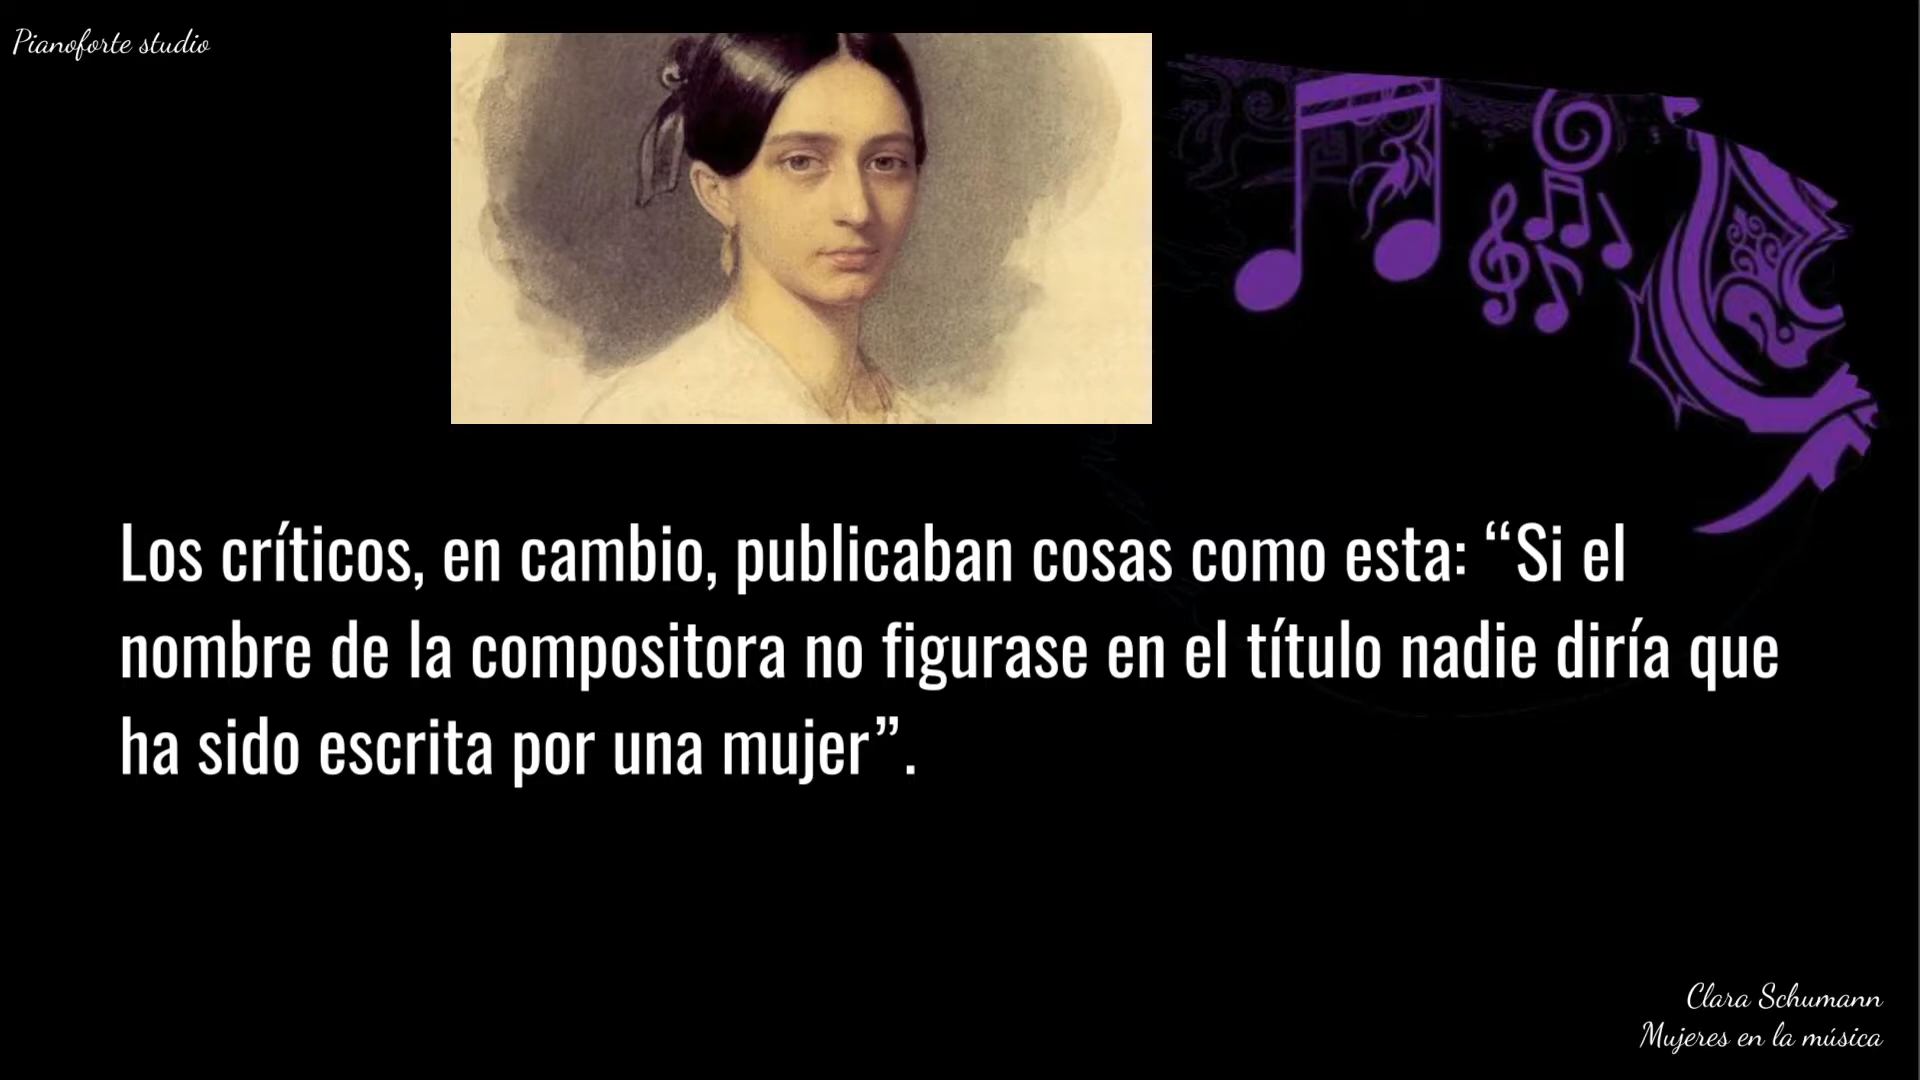 Pianoforte studio
Los críticos, en cambio, publicaban cosas como esta: “Si el
nombre de la compositora no figurase en el título nadie diría que
ha sido escrita por una mujer”.
Clara Schumann
Mujeres en la música